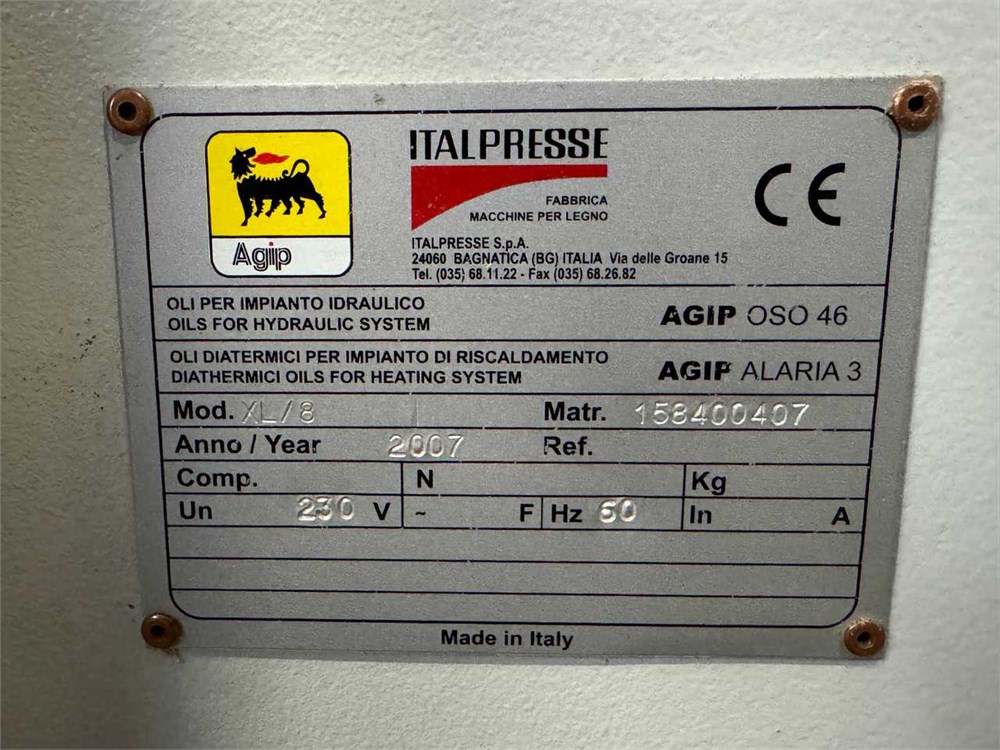 Agip
ITALPRESSE
FABBRICA
MACCHINE PER LEGNO
ITALPRESSE S.p.A.
24060 BAGNATICA (BG) ITALIA Via delle Groane 15
Tel. (035) 68.11.22 - Fax (035) 68.26.82
CE
OLI PER IMPIANTO IDRAULICO
OILS FOR HYDRAULIC SYSTEM
AGIP OSO 46
OLI DIATERMICI PER IMPIANTO DI RISCALDAMENTO
DIATHERMICI OILS FOR HEATING SYSTEM
AGIP ALARIA 3
Mod. XL/8 Matr. 158400407
Anno / Year 2007 Ref.
Comp. N Kg
Un 230 V ~ F Hz 60 In A
Made in Italy